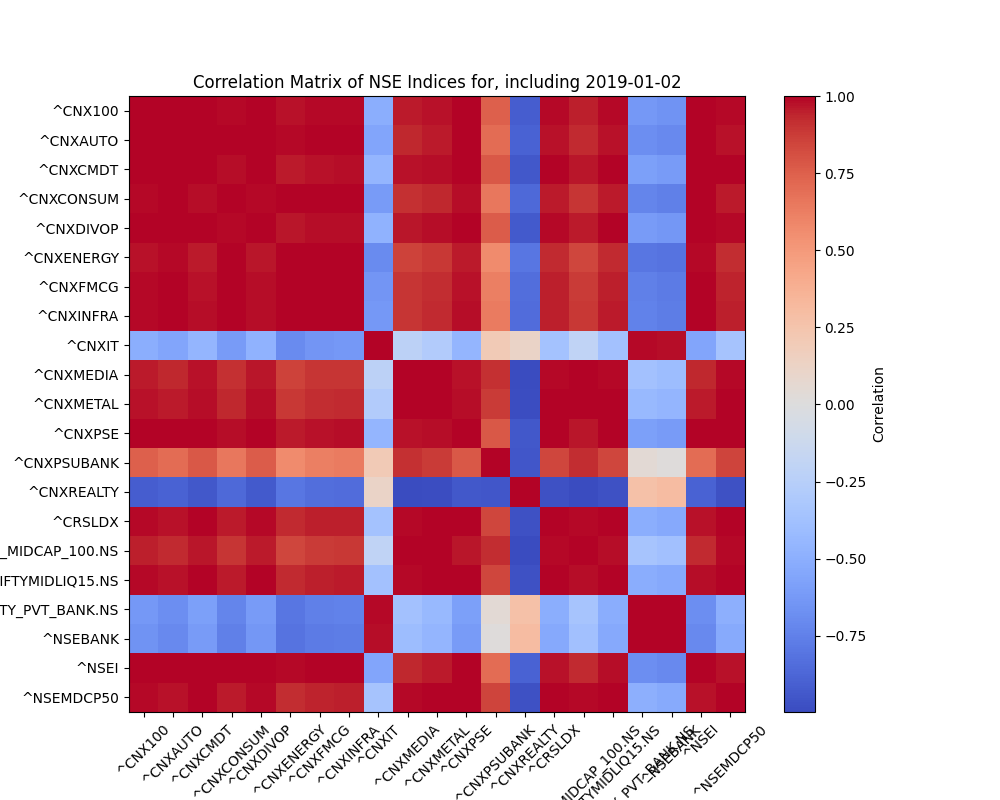 Correlation Matrix of NSE Indices for, including 2019-01-02
^CNX100
^CNXAUTO
^CNXCMDT
^CNXCONSUM
^CNXDIVOP
^CNXENERGY
^CNXFMCG
^CNXINFRA
^CNXIT
^CNXMEDIA
^CNXMETAL
^CNXPSE
^CNXPSUBANK
^CNXREALTY
^CRSLDX
_MIDCAP_100.NS
IFTYMIDLIQ15.NS
TY_PVT_BANK.NS
^NSEBANK
^NSEI
^NSEMDCP50
^CNX100
^CNXAUTO
^CNXCMDT
^CNXCONSUM
^CNXDIVOP
^CNXENERGY
^CNXFMCG
^CNXINFRA
^CNXIT
^CNXMEDIA
^CNXMETAL
^CNXPSE
^CNXPSUBANK
^CNXREALTY
^CRSLDX
MIDCAP_100.NS
TYMIDLIQ15.NS
PVT_BANK.NS
^NSEBANK
^NSEI
^NSEMDCP50
1.00
0.75
0.50
0.25
0.00
−0.25
−0.50
−0.75
Correlation